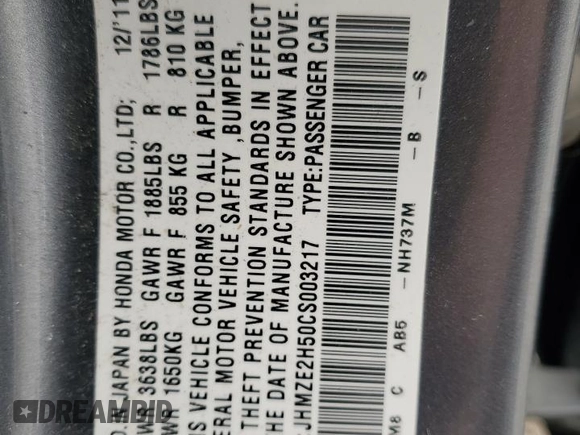 JAPAN BY HONDA MOTOR CO.,LTD; 12/'11
3638LBS GAWR F 1885LBS R 1786LBS
1650KG GAWR F 855 KG R 810 KG
VEHICLE CONFORMS TO ALL APPLICABLE
MOTOR VEHICLE SAFETY ,BUMPER,
THEFT PREVENTION STANDARDS IN EFFECT
THE DATE OF MANUFACTURE SHOWN ABOVE.
JHMZE2H50CS003217 TYPE:PASSENGER CAR
C AB5 -NH737M -B -S
DREAMBID